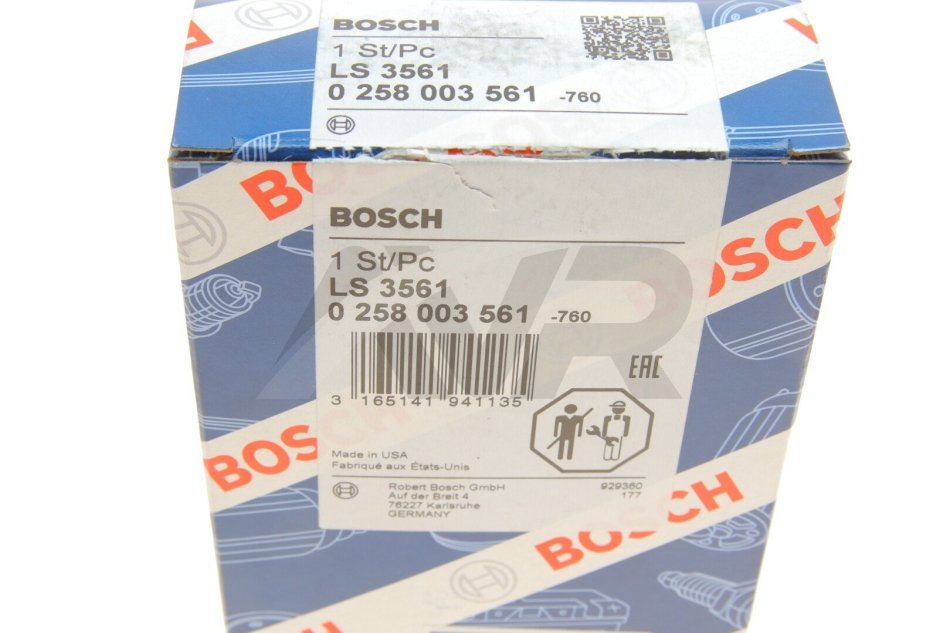 BOSCH
1 St/Pc
LS 3561
0 258 003 561 -760
BOSCH
BOSCH
BOSCH
1 St/Pc
LS 3561
0 258 003 561 -760
NR
EAC
3 165141 941135
BOSCH
Made in USA
Fabriqué aux États-Unis
Robert Bosch GmbH
Auf der Breit 4
76227 Karlsruhe
GERMANY
929360
177
BOSCH